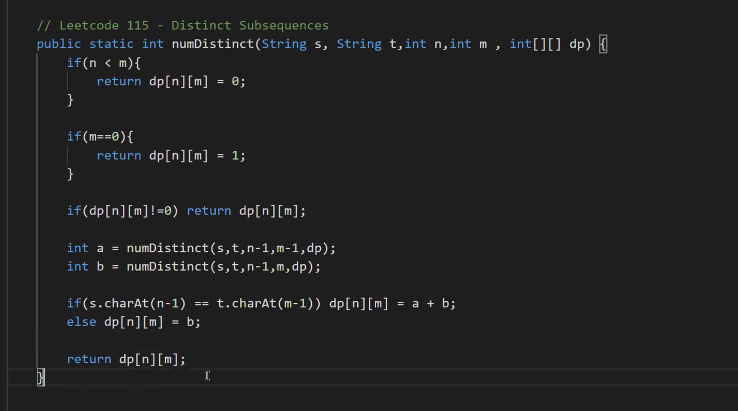 // Leetcode 115 - Distinct Subsequences
public static int numDistinct(String s, String t,int n,int m , int[][] dp) {
if(n < m){
return dp[n][m] = 0;
}
if(m==0){
return dp[n][m] = 1;
}
if(dp[n][m]!=0) return dp[n][m];
int a = numDistinct(s,t,n-1,m-1,dp);
int b = numDistinct(s,t,n-1,m,dp);
if(s.charAt(n-1) == t.charAt(m-1)) dp[n][m] = a + b;
else dp[n][m] = b;
return dp[n][m];
}